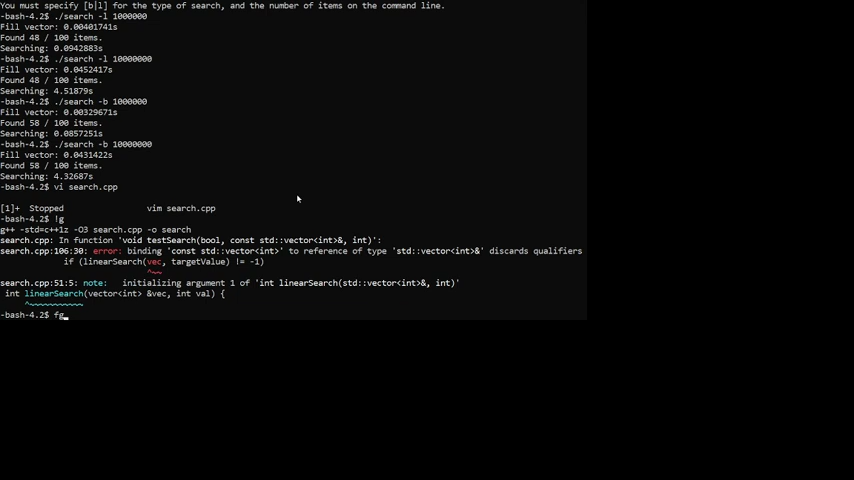 You must specify [b|l] for the type of search, and the number of items on the command line.
-bash-4.2$ ./search -l 1000000
Fill vector: 0.00401741s
Found 48 / 100 items.
Searching: 0.0942883s
-bash-4.2$ ./search -l 10000000
Fill vector: 0.0452417s
Found 48 / 100 items.
Searching: 4.51879s
-bash-4.2$ ./search -b 1000000
Fill vector: 0.00329671s
Found 58 / 100 items.
Searching: 0.0857251s
-bash-4.2$ ./search -b 10000000
Fill vector: 0.0431422s
Found 58 / 100 items.
Searching: 4.32687s
-bash-4.2$ vi search.cpp
[1]+  Stopped                 vim search.cpp
-bash-4.2$ !g
g++ -std=c++1z -O3 search.cpp -o search
search.cpp: In function 'void testSearch(bool, const std::vector<int>&, int)':
search.cpp:106:30: error: binding 'const std::vector<int>' to reference of type 'std::vector<int>&' discards qualifiers
if (linearSearch(vec, targetValue) != -1)
^~~
search.cpp:51:5: note:   initializing argument 1 of 'int linearSearch(std::vector<int>&, int)'
int linearSearch(vector<int> &vec, int val) {
^~~~~~~~~~~~
-bash-4.2$ fg